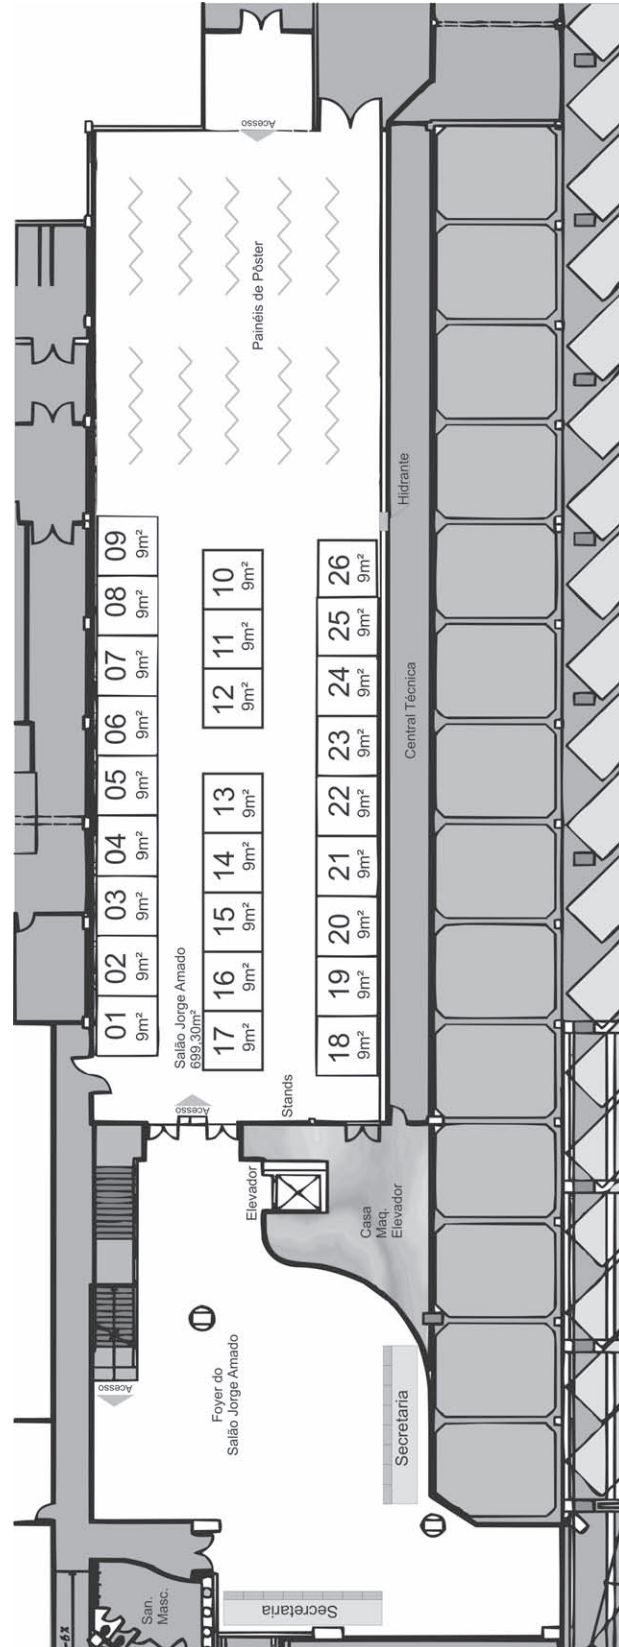 Acesso
Painéis de Pôster
Hidrante
Central Técnica
09
9m²
08
9m²
07
9m²
06
9m²
05
9m²
04
9m²
03
9m²
02
9m²
01
9m²
10
9m²
11
9m²
12
9m²
13
9m²
14
9m²
15
9m²
16
9m²
17
9m²
26
9m²
25
9m²
24
9m²
23
9m²
22
9m²
21
9m²
20
9m²
19
9m²
18
9m²
Salão Jorge Amado
699,30m²
Acesso
Stands
Elevador
Casa
Maq.
Elevador
Acesso
Foyer do
Salão Jorge Amado
Secretaria
Secretaria
San.
Masc.